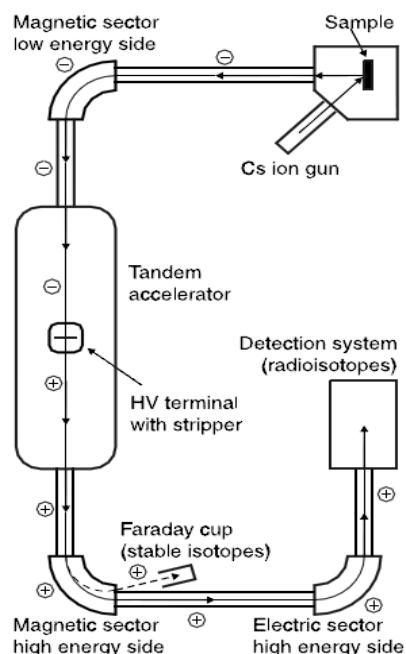 Magnetic sector
low energy side
Sample
Cs ion gun
Tandem
accelerator
Detection system
(radioisotopes)
HV terminal
with stripper
Faraday cup
(stable isotopes)
Magnetic sector
high energy side
Electric sector
high energy side